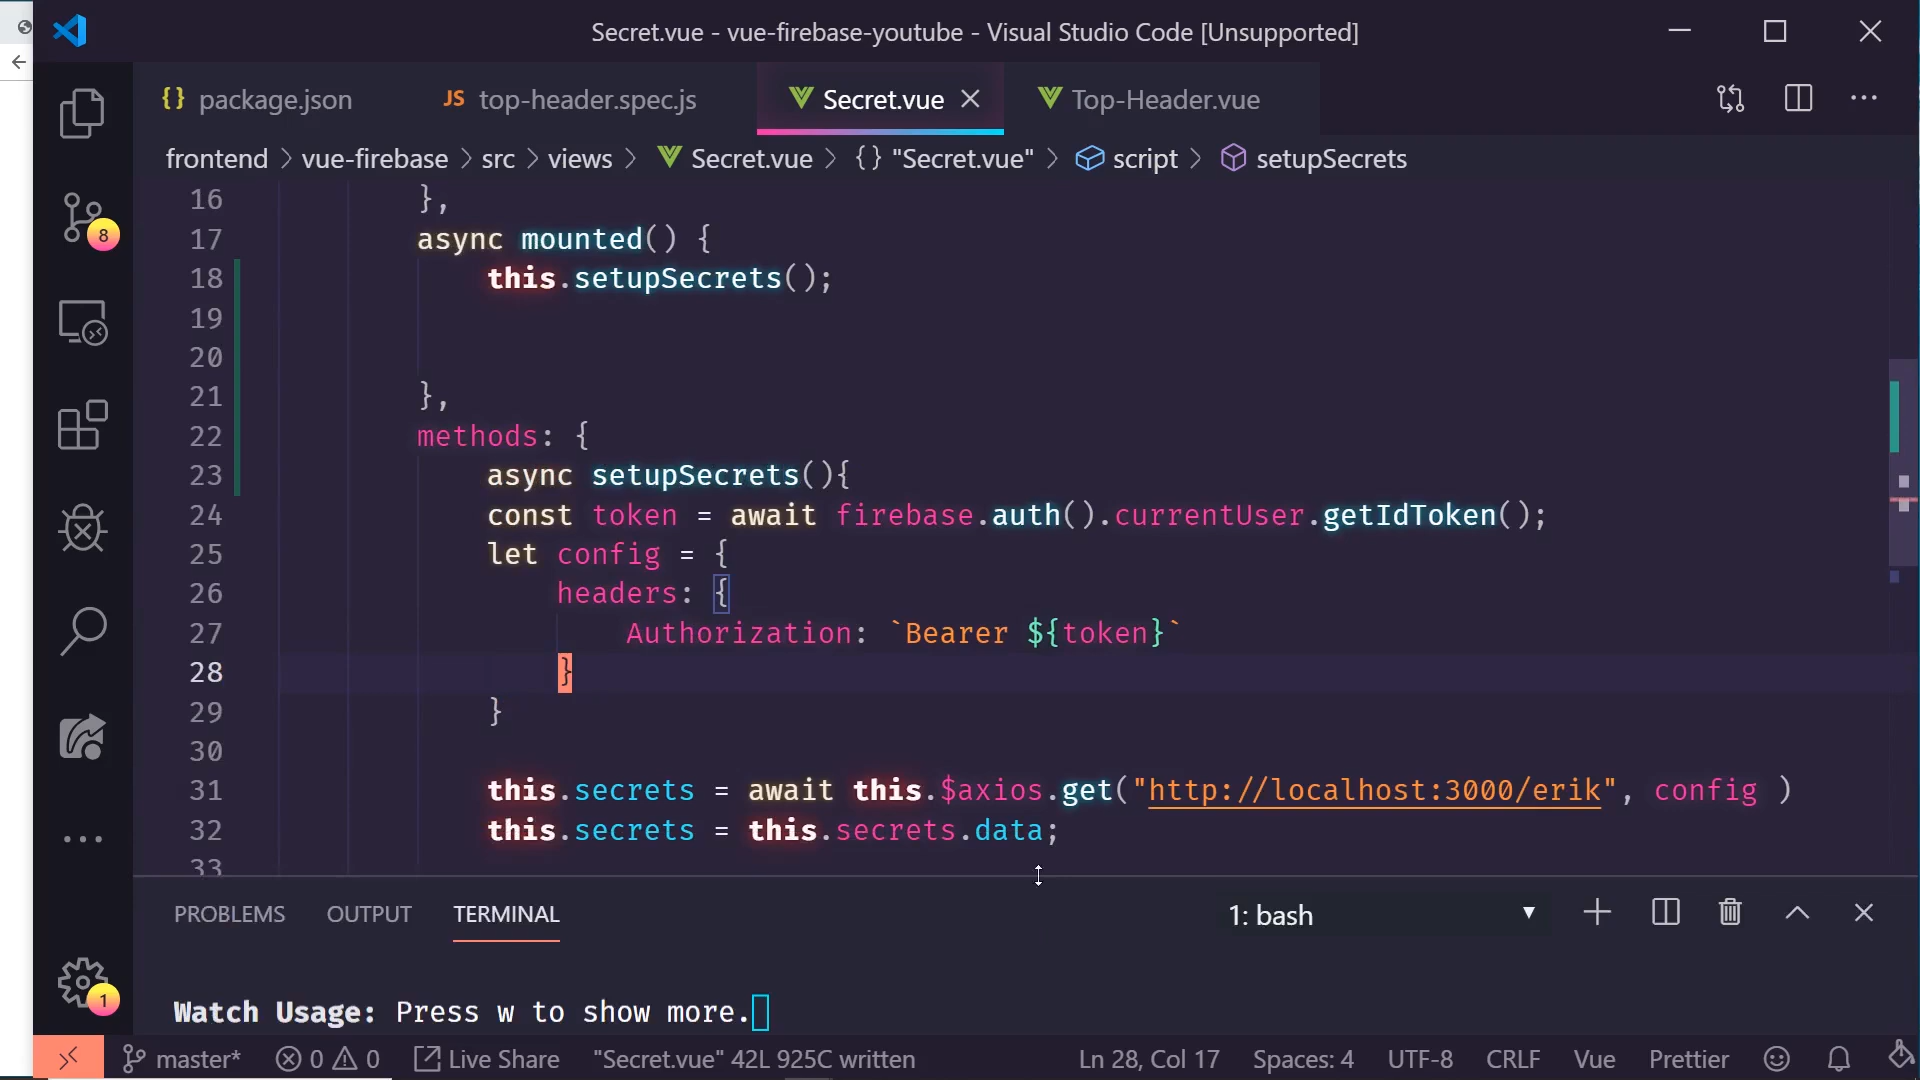 Secret.vue - vue-firebase-youtube - Visual Studio Code [Unsupported]
{} package.json
JS top-header.spec.js
Secret.vue
Top-Header.vue
frontend > vue-firebase > src > views > Secret.vue > {} "Secret.vue" > script > setupSecrets
16 },
17 async mounted() {
18 this.setupSecrets();
19
20
21 },
22 methods: {
23 async setupSecrets(){
24 const token = await firebase.auth().currentUser.getIdToken();
25 let config = {
26 headers: {
27 Authorization: `Bearer ${token}`
28 }
29 }
30
31 this.secrets = await this.$axios.get("http://localhost:3000/erik", config )
32 this.secrets = this.secrets.data;
33
8
1
PROBLEMS OUTPUT TERMINAL
1: bash
Watch Usage: Press w to show more.
master* 0 0 Live Share "Secret.vue" 42L 925C written Ln 28, Col 17 Spaces: 4 UTF-8 CRLF Vue Prettier